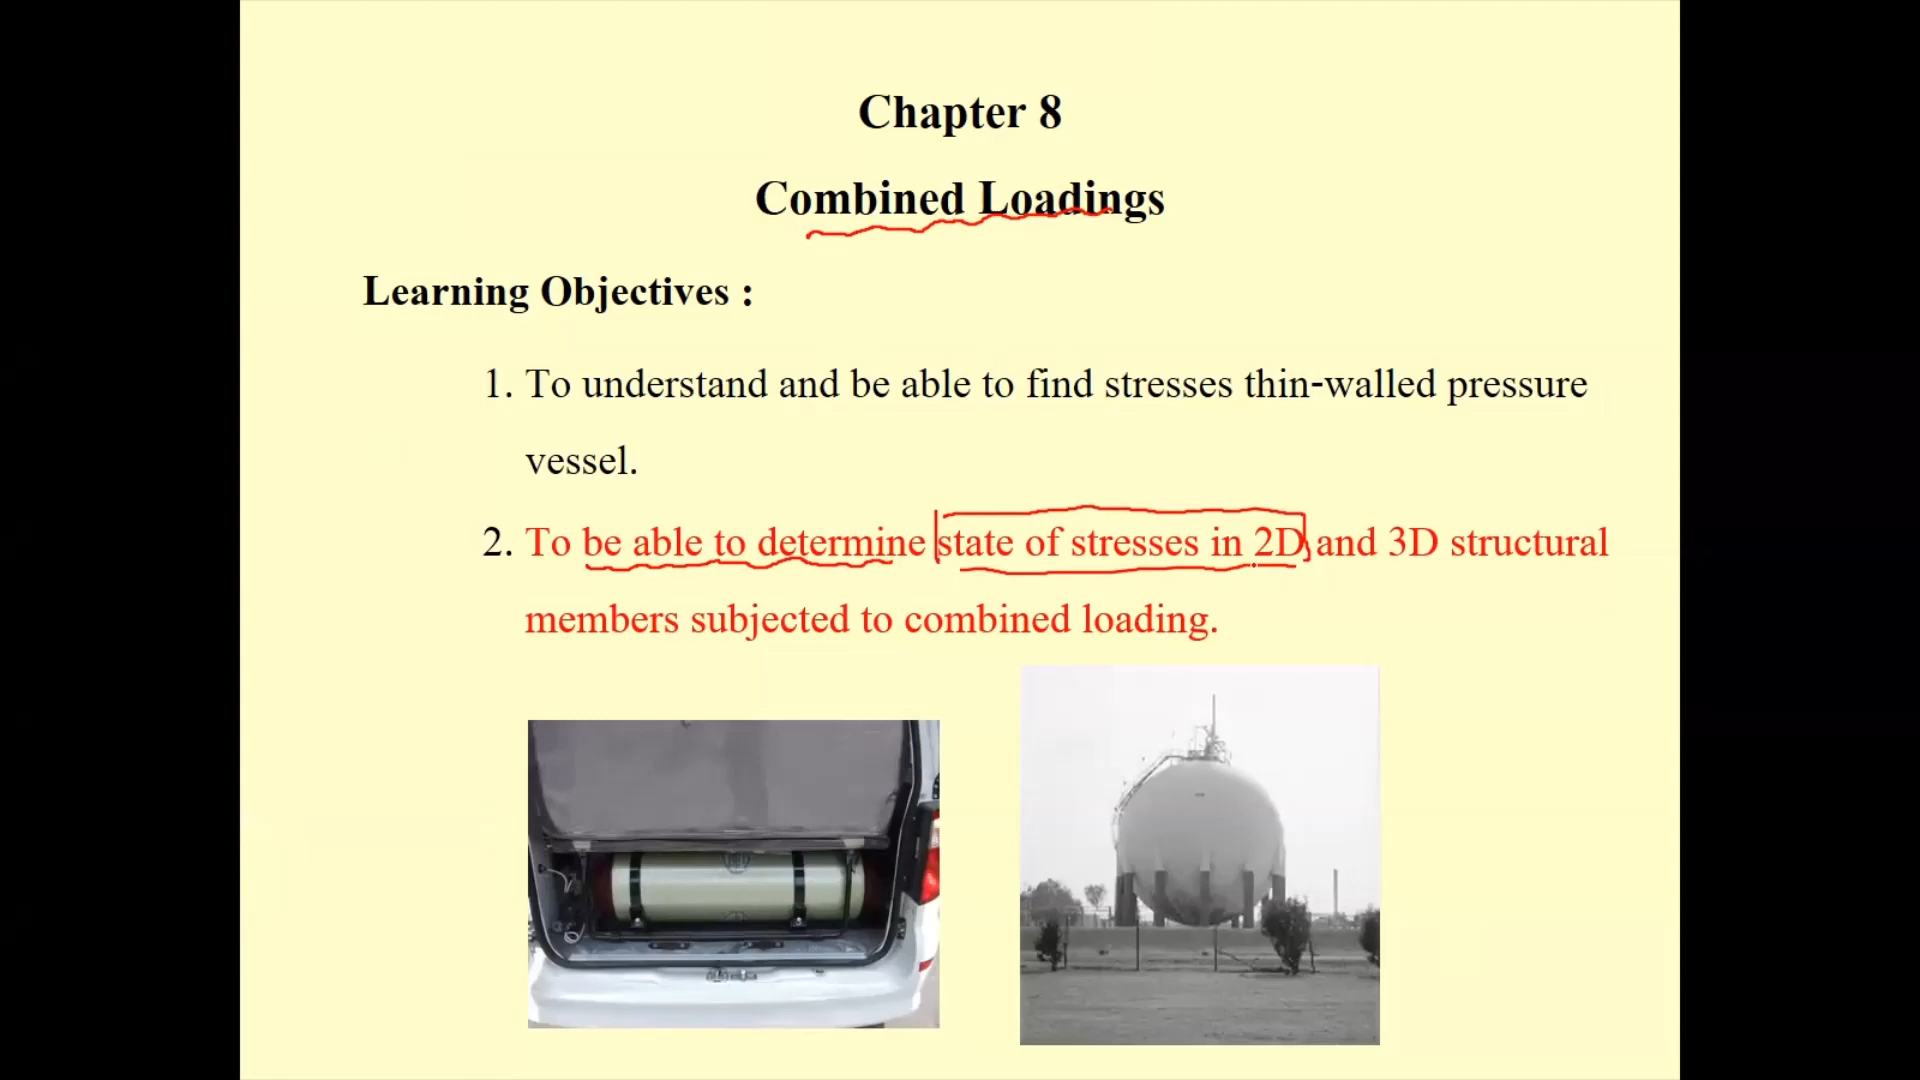 Chapter 8
Combined Loadings
Learning Objectives :
1. To understand and be able to find stresses thin-walled pressure
vessel.
2. To be able to determine state of stresses in 2D and 3D structural
members subjected to combined loading.